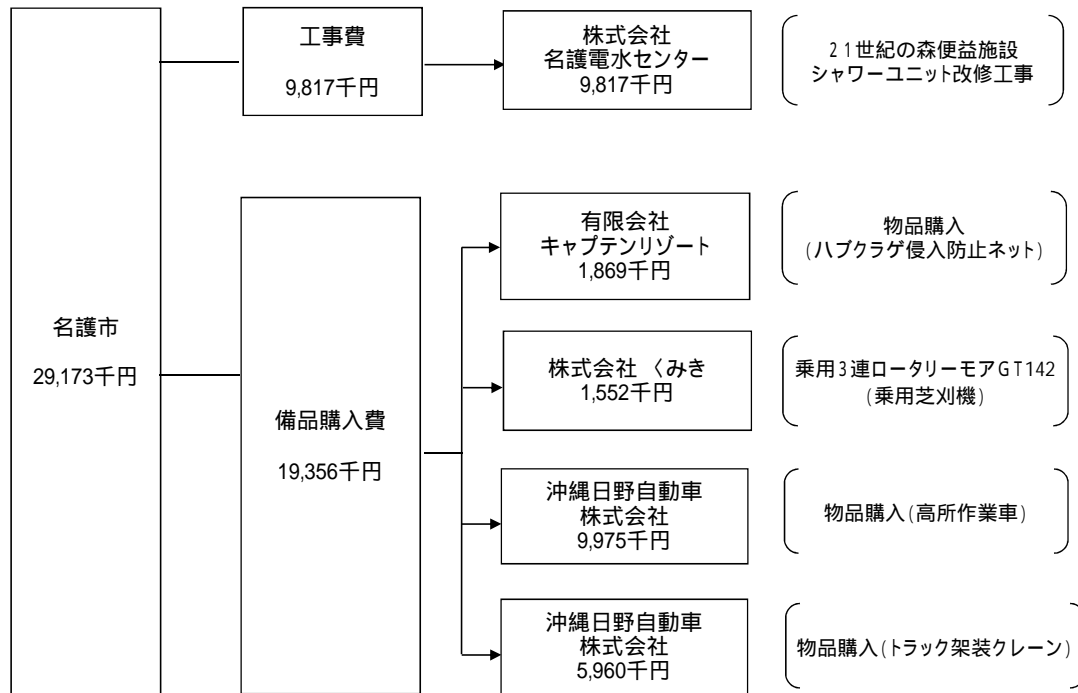 名護市
29,173千円
工事費
9,817千円
株式会社
名護電水センター
9,817千円
21世紀の森便益施設
シャワーユニット改修工事
備品購入費
19,356千円
有限会社
キャプテンリゾート
1,869千円
物品購入
(ハブクラゲ侵入防止ネット)
株式会社 くみき
1,552千円
乗用3連ロータリーモアGT142
(乗用芝刈機)
沖縄日野自動車
株式会社
9,975千円
物品購入(高所作業車)
沖縄日野自動車
株式会社
5,960千円
物品購入(トラック架装クレーン)